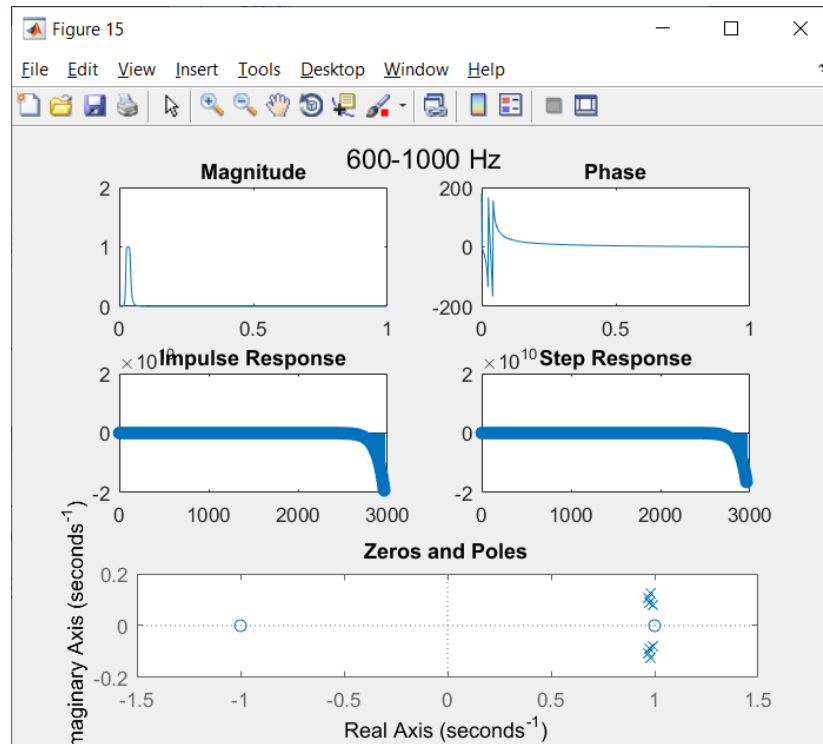 Figure 15
File Edit View Insert Tools Desktop Window Help
600-1000 Hz
Magnitude
Phase
2
1
0
0 0.5 1
200
0
-200
0 0.5 1
×10
Impulse Response
×10^10 Step Response
2
0
-2
0 1000 2000 3000
2
0
-2
0 1000 2000 3000
Zeros and Poles
maginary Axis (seconds^-1)
0.2
0
-0.2
-1.5 -1 -0.5 0 0.5 1 1.5
Real Axis (seconds^-1)